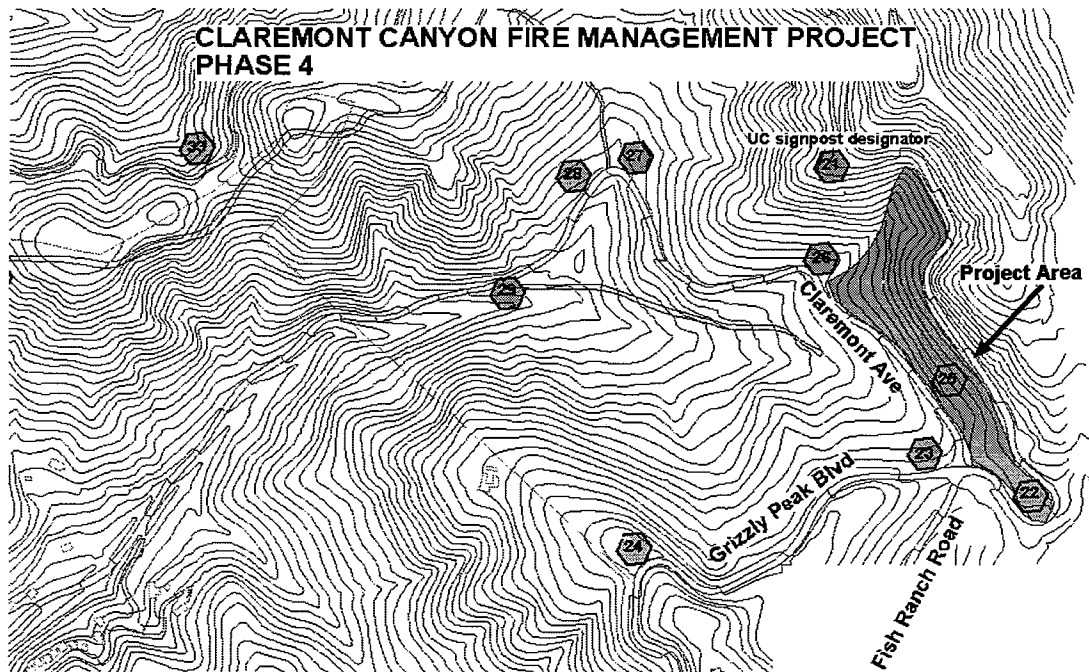 CLAREMONT CANYON FIRE MANAGEMENT PROJECT
PHASE 4
UC signpost designator
27
28
26
Project Area
29
Claremont Ave
25
23
Grizzly Peak Blvd
22
24
Fish Ranch Road